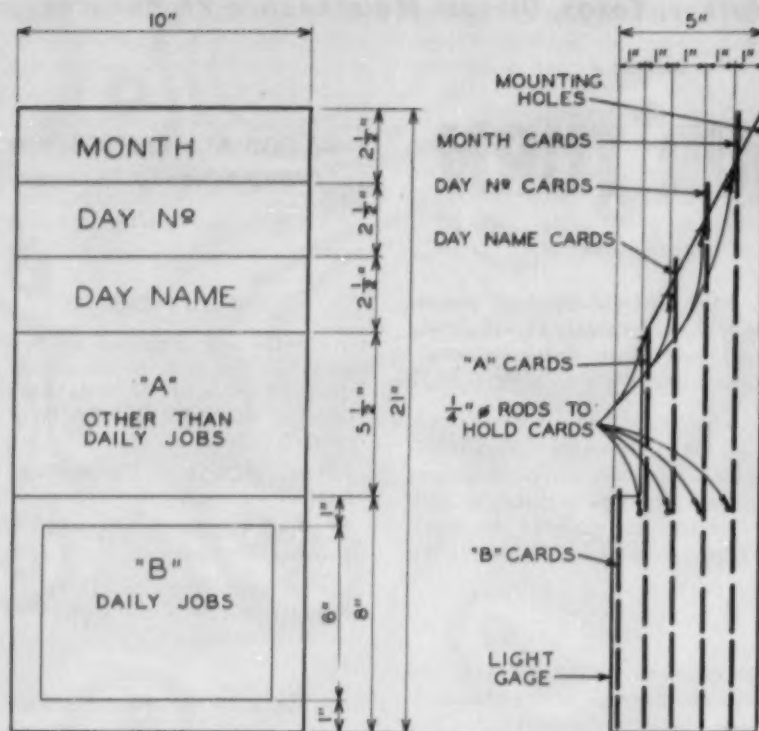 10"
5"
1" 1" 1" 1" 1"
MOUNTING
HOLES
MONTH
2 1/2"
MONTH CARDS
DAY Nº
2 1/2"
DAY Nº CARDS
DAY NAME
2 1/2"
DAY NAME CARDS
"A"
OTHER THAN
DAILY JOBS
5 1/2"
21"
"A" CARDS
1/4" ø RODS TO
HOLD CARDS
1"
"B"
DAILY JOBS
6"
8"
"B" CARDS
LIGHT
GAGE
1"